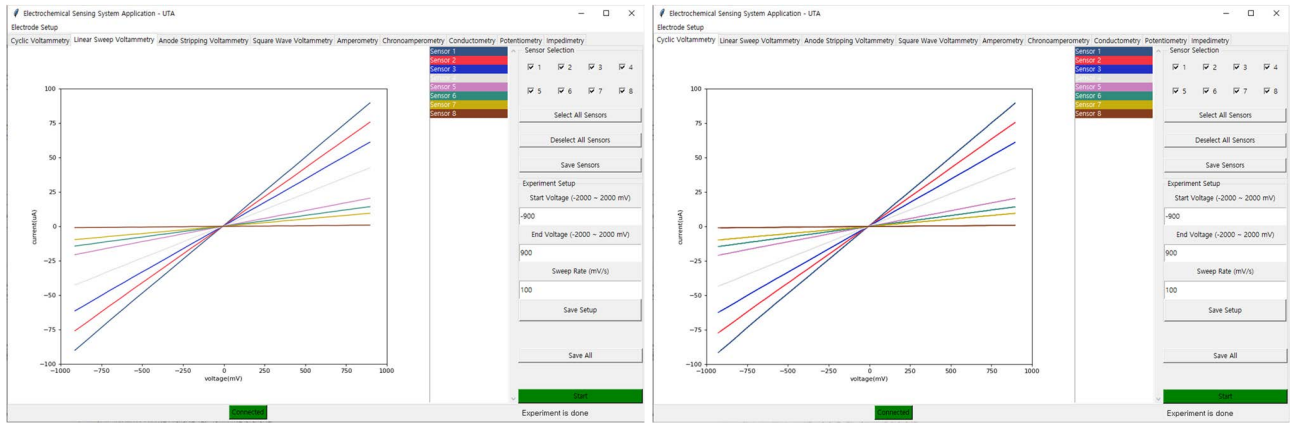 Electrochemical Sensing System Application - UTA
Electrode Setup
Cyclic Voltammetry Linear Sweep Voltammetry Anode Stripping Voltammetry Square Wave Voltammetry Amperometry Chronoamperometry Conductometry Potentiometry Impedimetry
Sensor 1
Sensor 2
Sensor 3
Sensor 5
Sensor 6
Sensor 7
Sensor 8
Sensor Selection
1 2 3 4
5 6 7 8
Select All Sensors
Deselect All Sensors
Save Sensors
Experiment Setup
Start Voltage (-2000 ~ 2000 mV)
-900
End Voltage (-2000 ~ 2000 mV)
900
Sweep Rate (mV/s)
100
Save Setup
Save All
Start
100
75
50
25
0
−25
−50
−75
−100
current(uA)
−1000 −750 −500 −250 0 250 500 750 1000
voltage(mV)
Connected
Experiment is done
Electrochemical Sensing System Application - UTA
Electrode Setup
Cyclic Voltammetry Linear Sweep Voltammetry Anode Stripping Voltammetry Square Wave Voltammetry Amperometry Chronoamperometry Conductometry Potentiometry Impedimetry
Sensor 1
Sensor 2
Sensor 3
Sensor 5
Sensor 6
Sensor 7
Sensor 8
Sensor Selection
1 2 3 4
5 6 7 8
Select All Sensors
Deselect All Sensors
Save Sensors
Experiment Setup
Start Voltage (-2000 ~ 2000 mV)
-900
End Voltage (-2000 ~ 2000 mV)
900
Sweep Rate (mV/s)
100
Save Setup
Save All
Start
100
75
50
25
0
−25
−50
−75
−100
current(uA)
−1000 −750 −500 −250 0 250 500 750 1000
voltage(mV)
Connected
Experiment is done